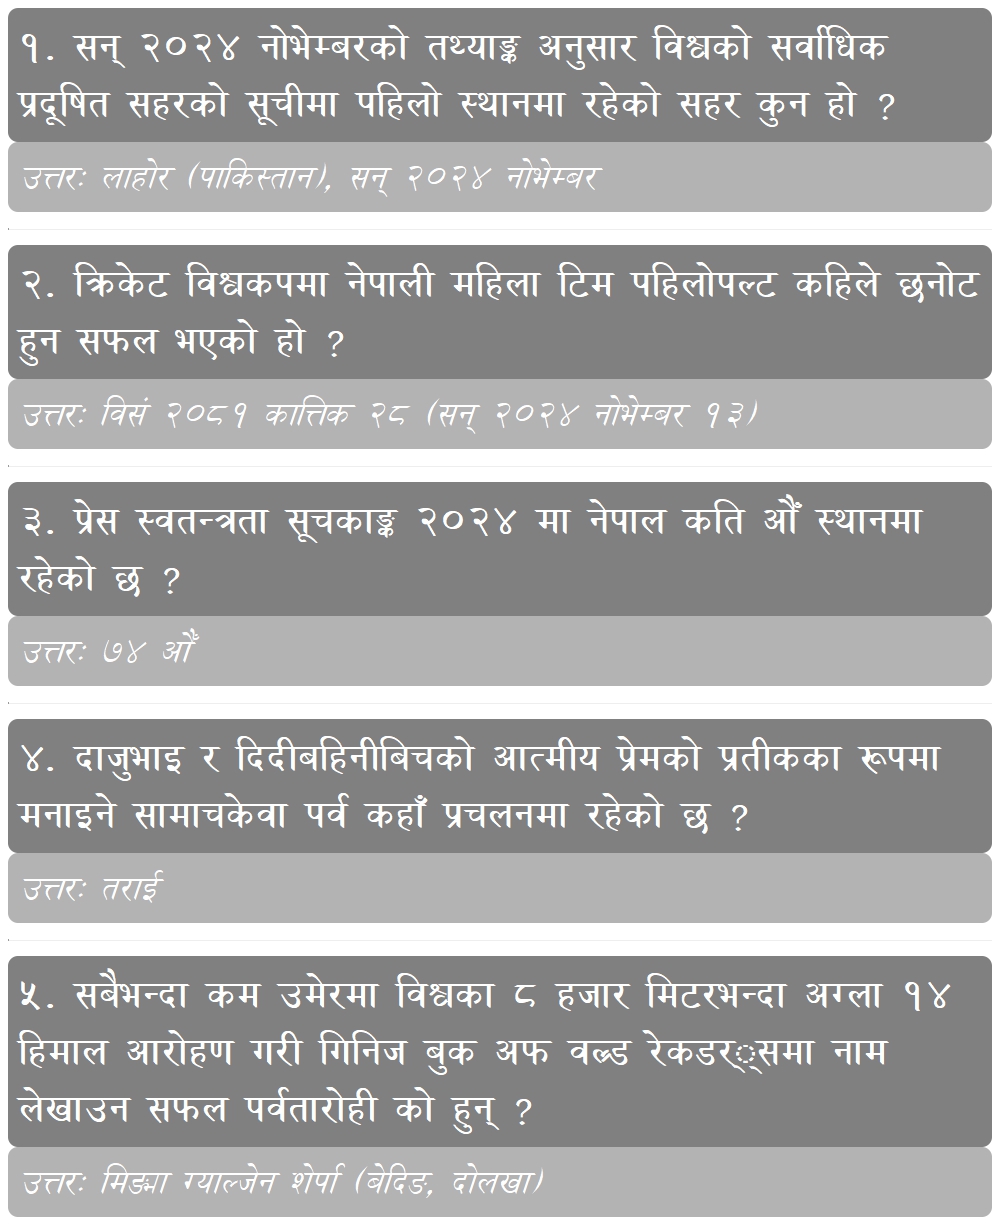 १. सन् २०२४ नोभेम्बरको तथ्याङ्क अनुसार विश्वको सर्वाधिक
प्रदूषित सहरको सूचीमा पहिलो स्थानमा रहेको सहर कुन हो ?
उत्तरः लाहोर (पाकिस्तान), सन् २०२४ नोभेम्बर
२. क्रिकेट विश्वकपमा नेपाली महिला टिम पहिलोपल्ट कहिले छनोट
हुन सफल भएको हो ?
उत्तरः विसं २०८१ कात्तिक २८ (सन् २०२४ नोभेम्बर १३)
३. प्रेस स्वतन्त्रता सूचकाङ्क २०२४ मा नेपाल कति औँ स्थानमा
रहेको छ ?
उत्तरः ७४ औँ
४. दाजुभाइ र दिदीबहिनीबिचको आत्मीय प्रेमको प्रतीकका रूपमा
मनाइने सामाचकेवा पर्व कहाँ प्रचलनमा रहेको छ ?
उत्तरः तराई
५. सबैभन्दा कम उमेरमा विश्वका ८ हजार मिटरभन्दा अग्ला १४
हिमाल आरोहण गरी गिनिज बुक अफ वल्र्ड रेकडर््समा नाम
लेखाउन सफल पर्वतारोही को हुन् ?
उत्तरः मिङ्मा ग्याल्जेन शेर्पा (बेदिङ, दोलखा)